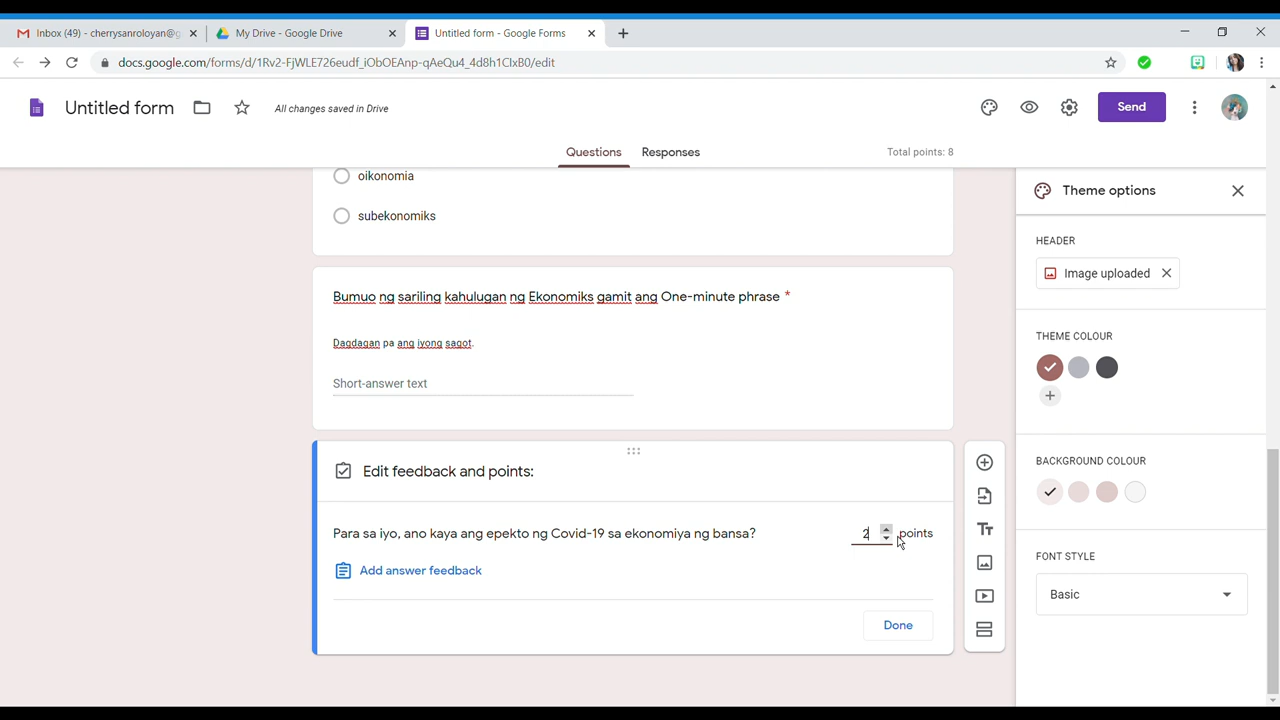 Inbox (49) - cherrysanroloyan@g
My Drive - Google Drive
Untitled form - Google Forms
docs.google.com/forms/d/1Rv2-FjWLE726eudf_iObOEAnp-qAeQu4_4d8h1ClxB0/edit
Untitled form
All changes saved in Drive
Send
Questions
Responses
Total points: 8
oikonomia
subekonomiks
Bumuo ng sariling kahulugan ng Ekonomiks gamit ang One-minute phrase *
Dagdagan pa ang iyong sagot.
Short-answer text
Edit feedback and points:
Para sa iyo, ano kaya ang epekto ng Covid-19 sa ekonomiya ng bansa?
2 points
Add answer feedback
Done
Theme options
HEADER
Image uploaded
THEME COLOUR
BACKGROUND COLOUR
FONT STYLE
Basic